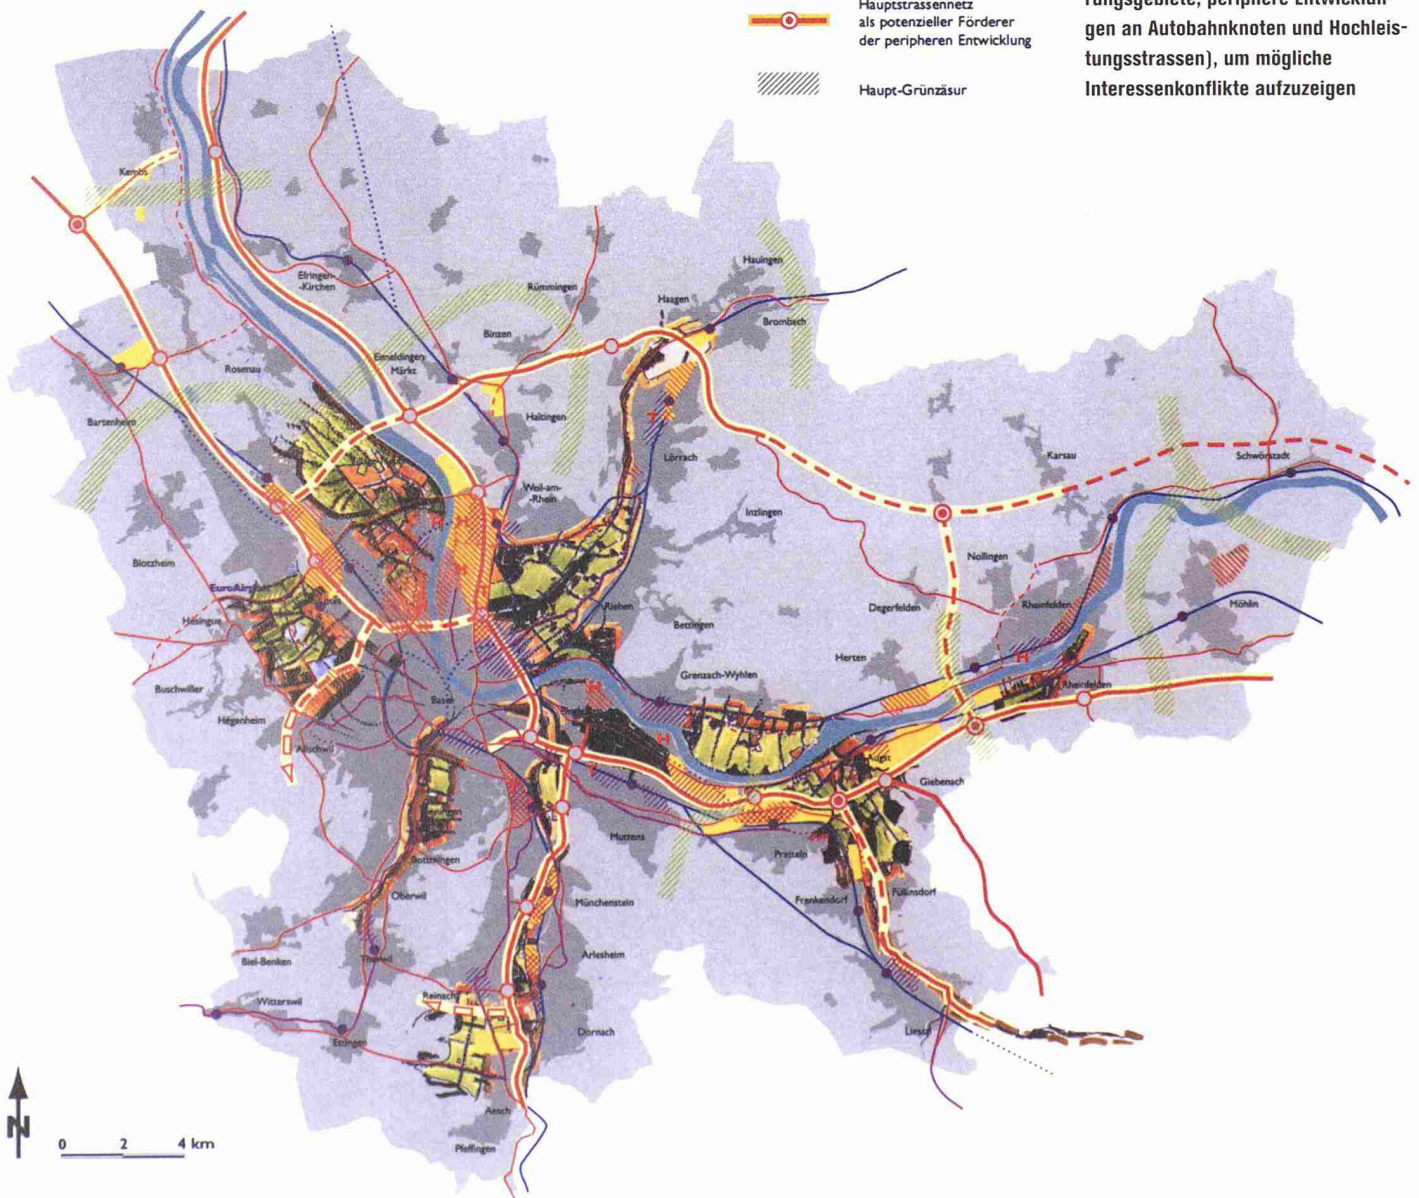 Hauptstrassennetz
als potenzieller Förderer
der peripheren Entwicklung
Haupt-Grünzäsur
gen an Autobahnknoten und Hochleis-
tungsstrassen), um mögliche
Interessenkonflikte aufzuzeigen
Kembs
Hauingen
Efringen-
-Kirchen
Rümmingen
Haagen
Brombach
Binzen
Eimeldingen
Märkt
Rosenau
Bartenheim
Haltingen
Lörrach
Karsau
Schwörstadt
Weil-am-
-Rhein
Inzlingen
Blotzheim
Nollingen
EuroAirport
Hesingue
Riehen
Bettingen
Degerfelden
Rheinfelden
Möhlin
Herten
Buschwiller
Grenzach-Wyhlen
Rheinfelden
Hégenheim
Basel
Allschwil
Augst
Giebenach
Muttenz
Pratteln
Bottmingen
Oberwil
Münchenstein
Frenkendorf
Füllinsdorf
Biel-Benken
Therwil
Arlesheim
Reinach
Witterswil
Ettingen
Dornach
Liestal
Aesch
Pfeffingen
H
H
H
H
H
N
0 2 4 km